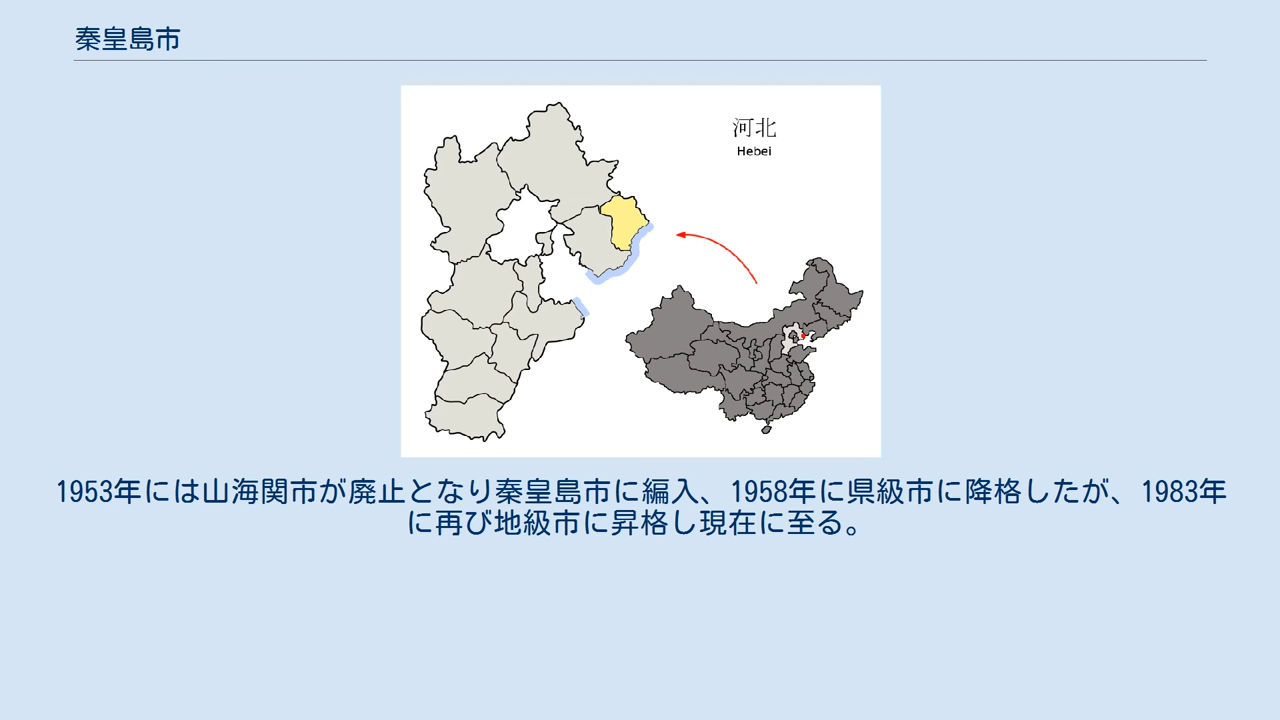 秦皇島市
河北
Hebei
1953年には山海関市が廃止となり秦皇島市に編入、1958年に県級市に降格したが、1983年
に再び地級市に昇格し現在に至る。